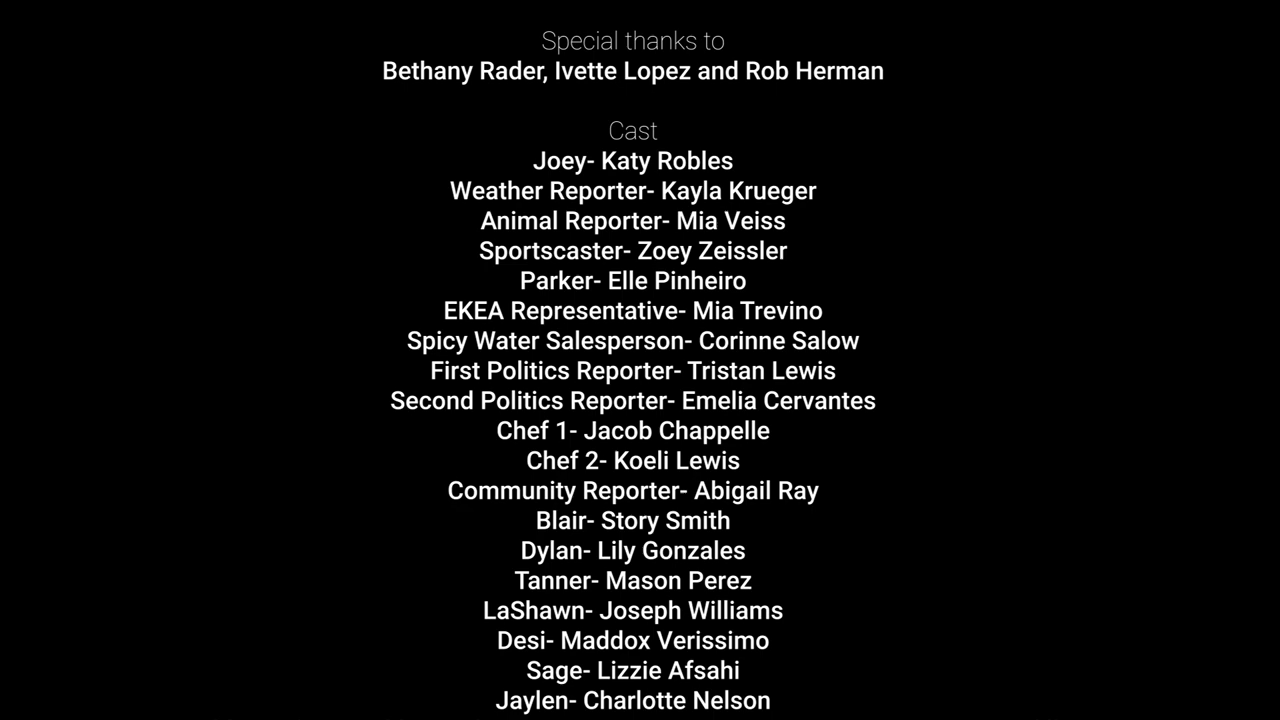 Special thanks to
Bethany Rader, Ivette Lopez and Rob Herman
Cast
Joey- Katy Robles
Weather Reporter- Kayla Krueger
Animal Reporter- Mia Veiss
Sportscaster- Zoey Zeissler
Parker- Elle Pinheiro
EKEA Representative- Mia Trevino
Spicy Water Salesperson- Corinne Salow
First Politics Reporter- Tristan Lewis
Second Politics Reporter- Emelia Cervantes
Chef 1- Jacob Chappelle
Chef 2- Koeli Lewis
Community Reporter- Abigail Ray
Blair- Story Smith
Dylan- Lily Gonzales
Tanner- Mason Perez
LaShawn- Joseph Williams
Desi- Maddox Verissimo
Sage- Lizzie Afsahi
Jaylen- Charlotte Nelson